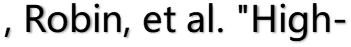 , Robin, et al. "High-